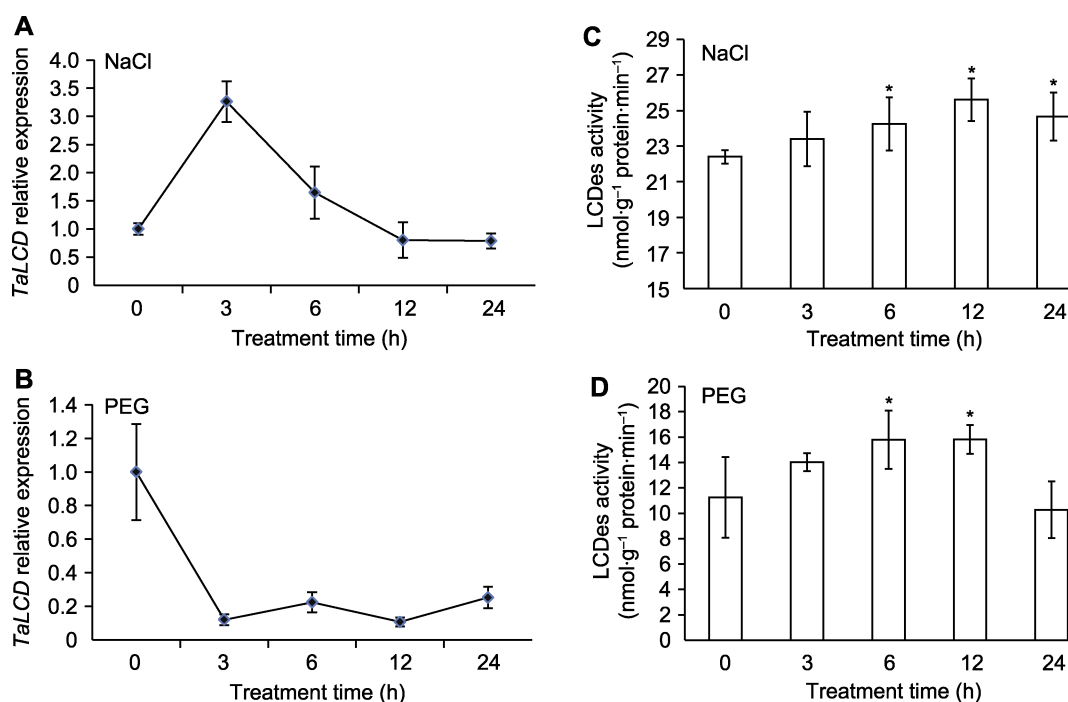 A
NaCl
TaLCD relative expression
4.0
3.5
3.0
2.5
2.0
1.5
1.0
0.5
0
0 3 6 12 24
Treatment time (h)
B
PEG
TaLCD relative expression
1.4
1.2
1.0
0.8
0.6
0.4
0.2
0
0 3 6 12 24
Treatment time (h)
C
NaCl
LCDes activity
(nmol·g⁻¹ protein·min⁻¹)
29
27
25
23
21
19
17
15
* * *
0 3 6 12 24
Treatment time (h)
D
PEG
LCDes activity
(nmol·g⁻¹ protein·min⁻¹)
20
18
16
14
12
10
8
6
4
2
0
* *
0 3 6 12 24
Treatment time (h)